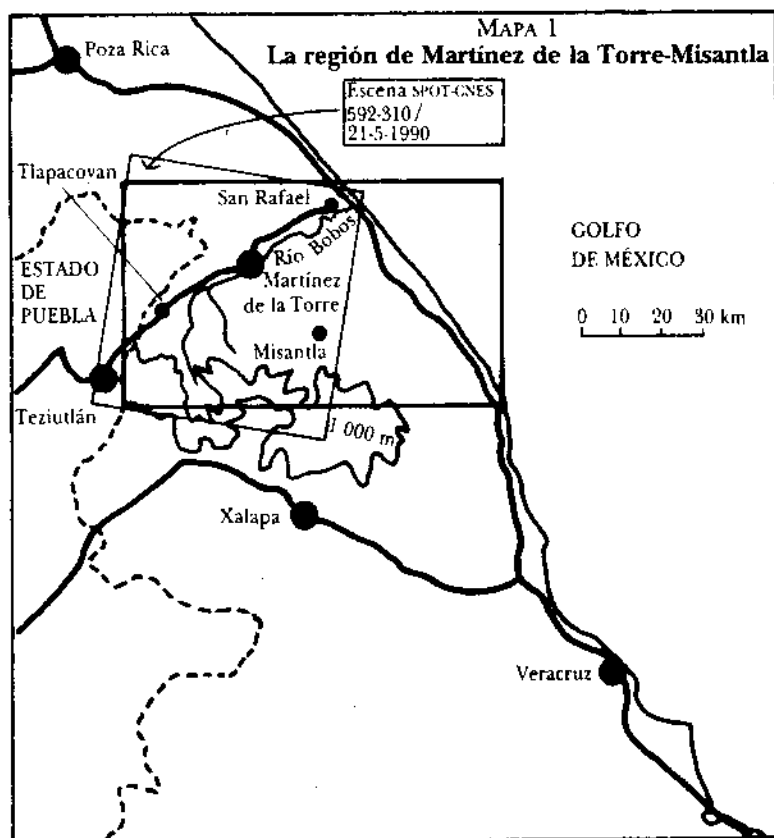 MAPA 1
La región de Martínez de la Torre-Misantla
Poza Rica
Escena SPOT-CNES
592-310/
21-5-1990
Tlapacoyan
San Rafael
Río Bobos
GOLFO
DE MÉXICO
ESTADO
DE
PUEBLA
Martínez
de la Torre
0 10 20 30 km
Misantla
Teziutlán
1 000 m
Xalapa
Veracruz